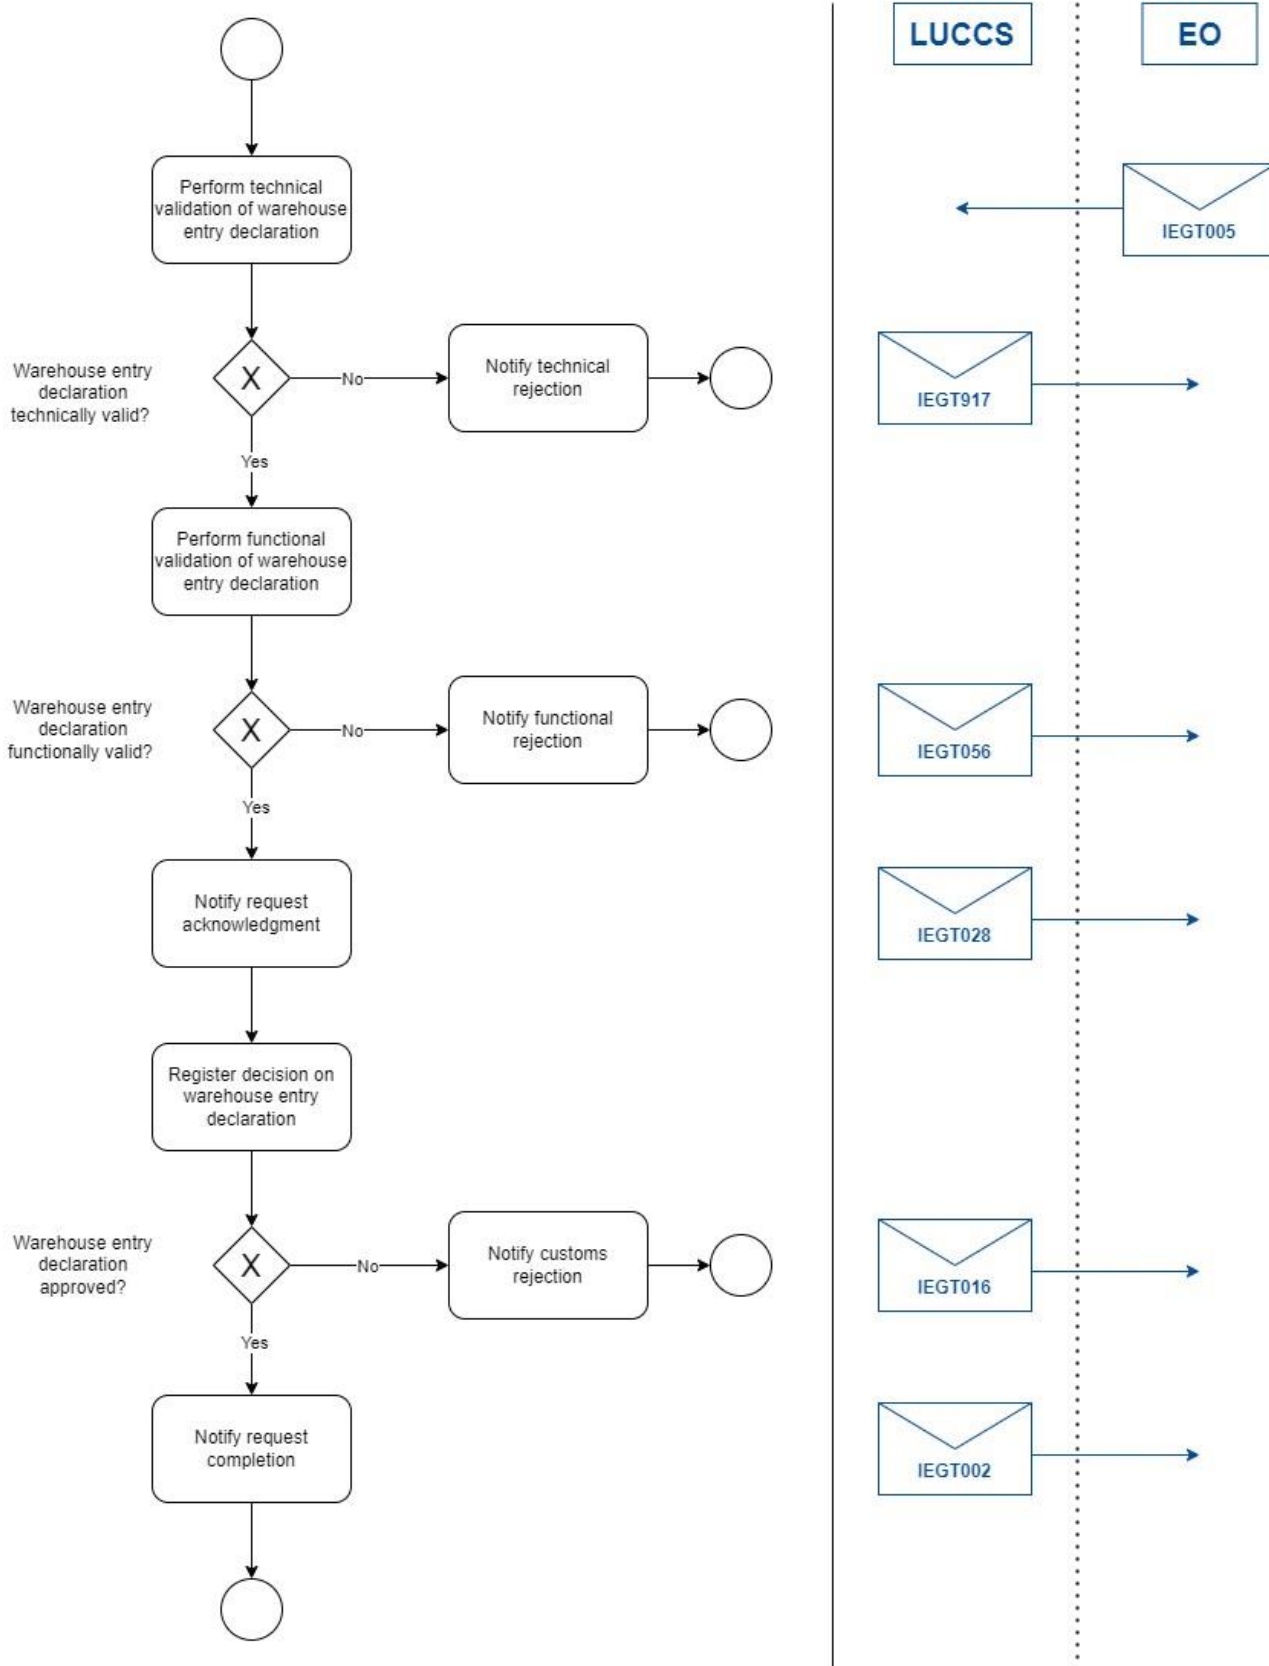 LUCCS
EO
Perform technical
validation of warehouse
entry declaration
IEGT005
Warehouse entry
declaration
technically valid?
X
No
Notify technical
rejection
IEGT917
Yes
Perform functional
validation of warehouse
entry declaration
Warehouse entry
declaration
functionally valid?
X
No
Notify functional
rejection
IEGT056
Yes
Notify request
acknowledgment
IEGT028
Register decision on
warehouse entry
declaration
Warehouse entry
declaration
approved?
X
No
Notify customs
rejection
IEGT016
Yes
Notify request
completion
IEGT002